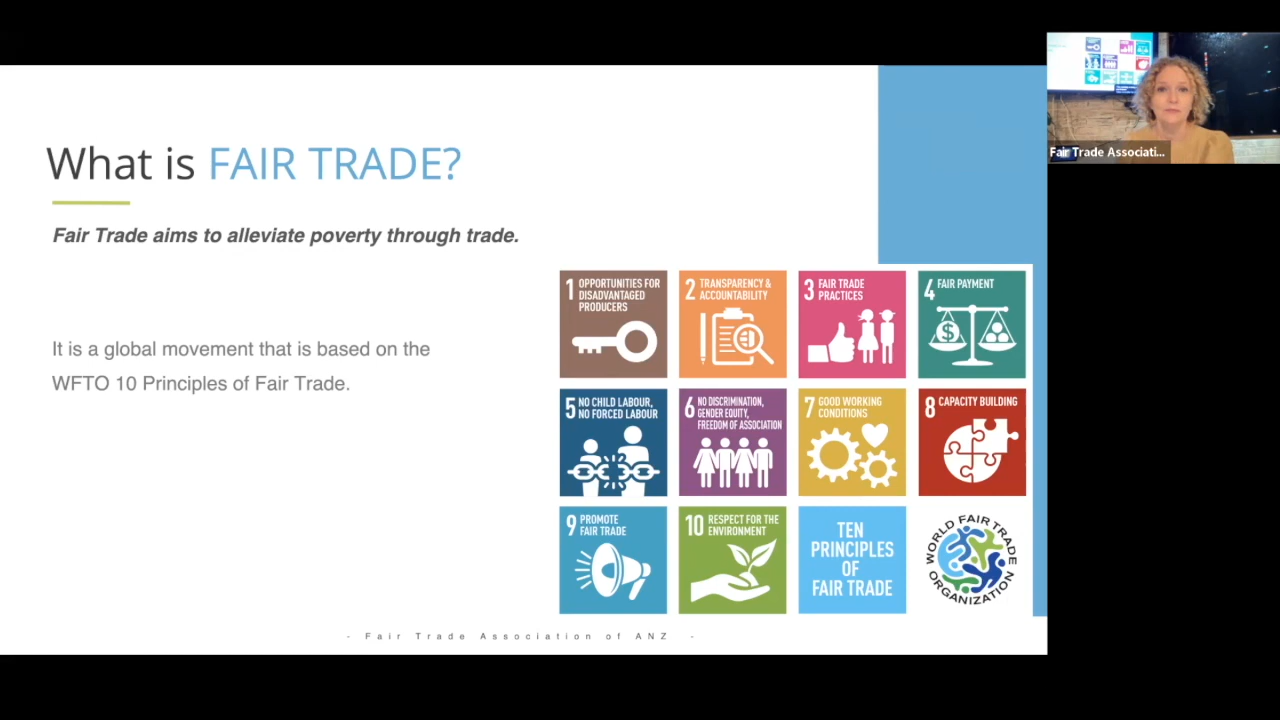 What is FAIR TRADE?
Fair Trade aims to alleviate poverty through trade.
It is a global movement that is based on the
WFTO 10 Principles of Fair Trade.
1 OPPORTUNITIES FOR
DISADVANTAGED
PRODUCERS
2 TRANSPARENCY &
ACCOUNTABILITY
3 FAIR TRADE
PRACTICES
4 FAIR PAYMENT
$
5 NO CHILD LABOUR,
NO FORCED LABOUR
6 NO DISCRIMINATION,
GENDER EQUITY,
FREEDOM OF ASSOCIATION
7 GOOD WORKING
CONDITIONS
8 CAPACITY BUILDING
9 PROMOTE
FAIR TRADE
10 RESPECT FOR THE
ENVIRONMENT
TEN
PRINCIPLES
OF
FAIR TRADE
WORLD FAIR TRADE
ORGANIZATION
- Fair Trade Association of ANZ -
Fair Trade Associati...